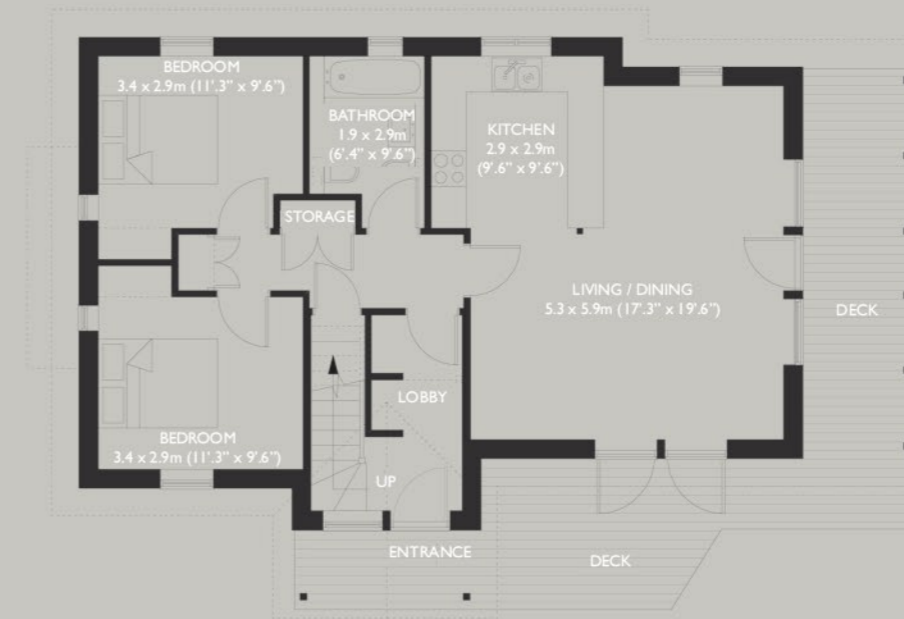 BEDROOM
3.4 x 2.9m (11'.3" x 9'.6")
BATHROOM
1.9 x 2.9m
(6'.4" x 9'.6")
KITCHEN
2.9 x 2.9m
(9'.6" x 9'.6")
STORAGE
LIVING / DINING
5.3 x 5.9m (17'.3" x 19'.6")
DECK
LOBBY
BEDROOM
3.4 x 2.9m (11'.3" x 9'.6")
UP
ENTRANCE
DECK